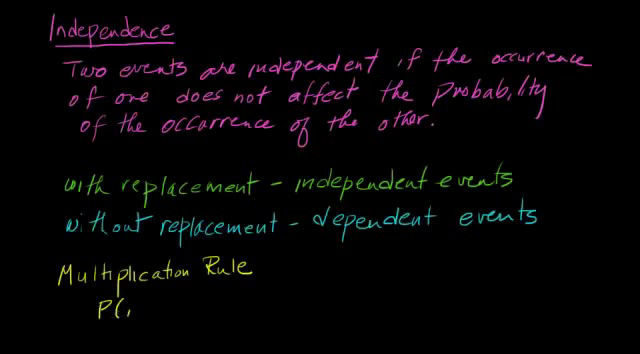 Independence
Two events are independent if the occurrence
of one does not affect the probability
of the occurrence of the other.
with replacement - independent events
without replacement - dependent events
Multiplication Rule
P(